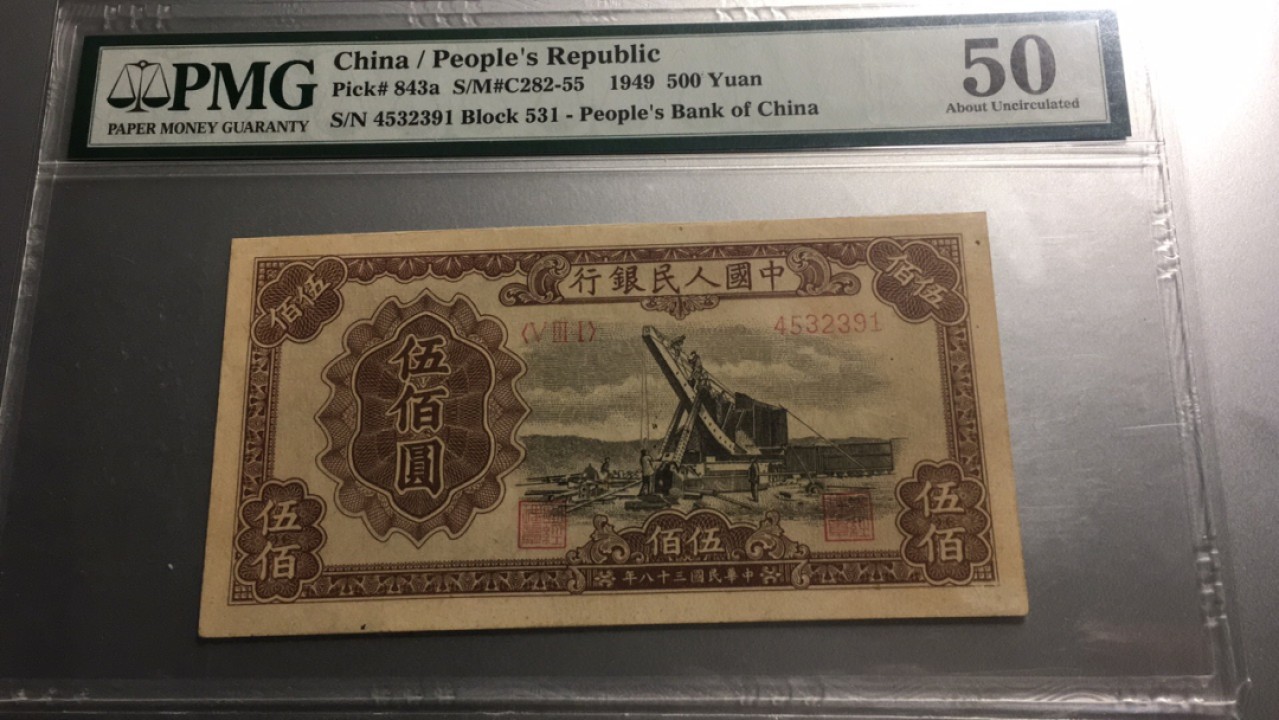 PMG
PAPER MONEY GUARANTY
China / People's Republic
Pick# 843a S/M#C282-55 1949 500 Yuan
S/N 4532391 Block 531 - People's Bank of China
50
About Uncirculated
行銀民人國中
佰伍
佰伍
〈V III I〉
4532391
伍佰圓
伍佰
佰伍
伍佰
年八十三國民華中